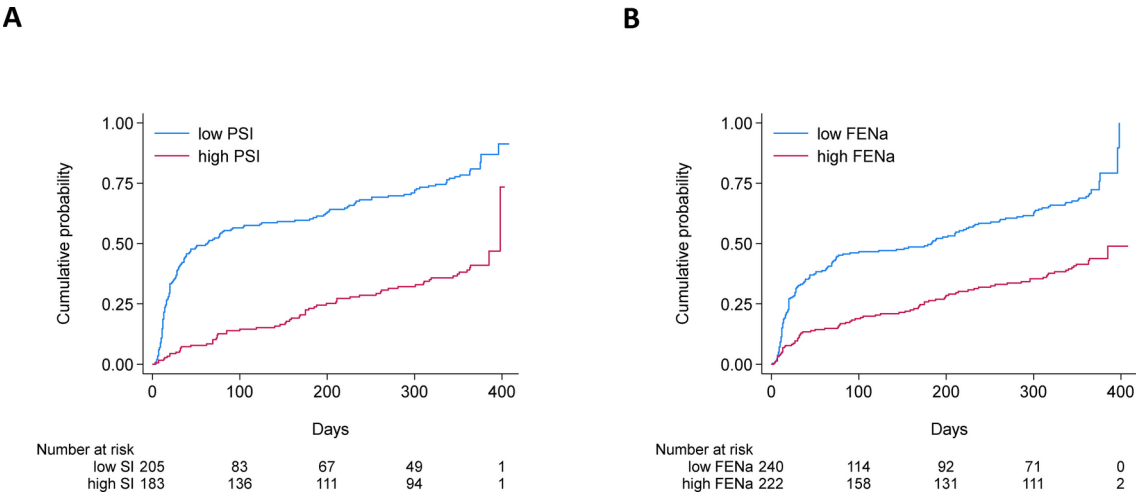 A
B
1.00
0.75
0.50
0.25
0.00
Cumulative probability
low PSI
high PSI
0 100 200 300 400
Days
Number at risk
low SI 205 83 67 49 1
high SI 183 136 111 94 1
1.00
0.75
0.50
0.25
0.00
Cumulative probability
low FENa
high FENa
0 100 200 300 400
Days
Number at risk
low FENa 240 114 92 71 0
high FENa 222 158 131 111 2